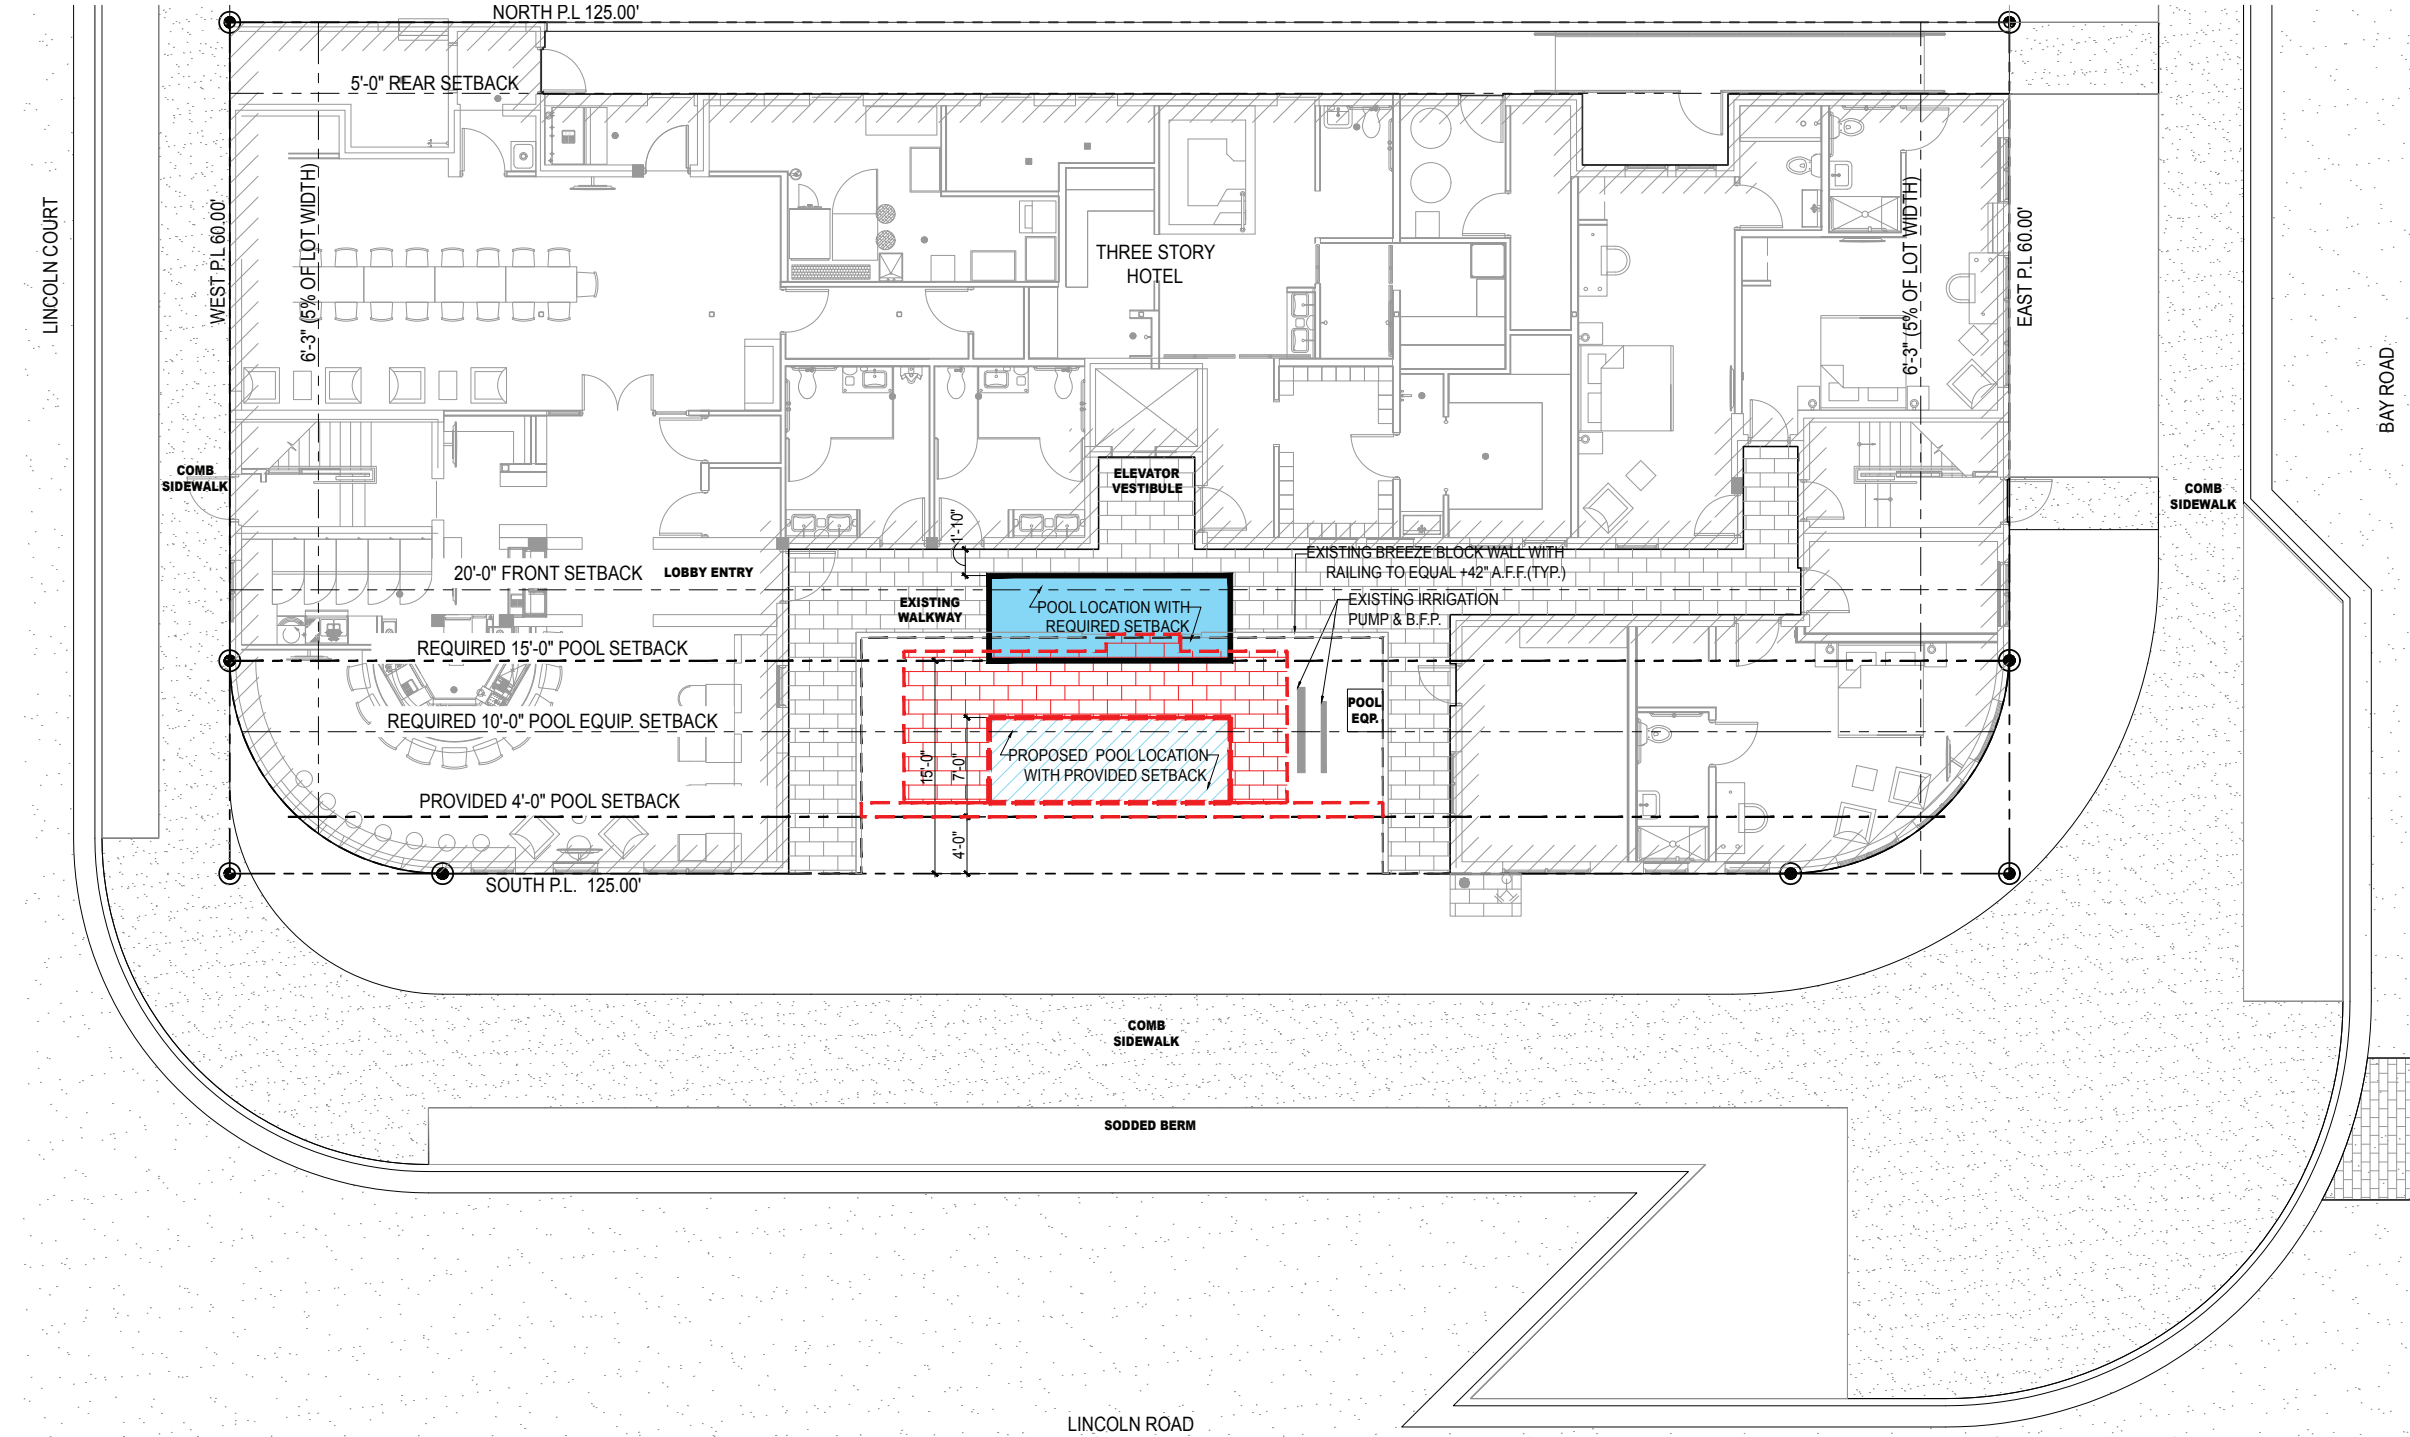 NORTH P.L 125.00'
5'-0" REAR SETBACK
LINCOLN COURT
WEST P.L 60.00'
6'-3" (5% OF LOT WIDTH)
THREE STORY
HOTEL
6'-3" (5% OF LOT WIDTH)
EAST P.L 60.00'
BAY ROAD
COMB
SIDEWALK
ELEVATOR
VESTIBULE
COMB
SIDEWALK
1'-10"
EXISTING BREEZE BLOCK WALL WITH
RAILING TO EQUAL +42" A.F.F.(TYP.)
20'-0" FRONT SETBACK
LOBBY ENTRY
EXISTING
WALKWAY
POOL LOCATION WITH
REQUIRED SETBACK
EXISTING IRRIGATION
PUMP & B.F.P.
REQUIRED 15'-0" POOL SETBACK
POOL
EQP.
REQUIRED 10'-0" POOL EQUIP. SETBACK
15'-0"
7'-0"
PROPOSED POOL LOCATION
WITH PROVIDED SETBACK
PROVIDED 4'-0" POOL SETBACK
4'-0"
SOUTH P.L. 125.00'
COMB
SIDEWALK
SODDED BERM
LINCOLN ROAD